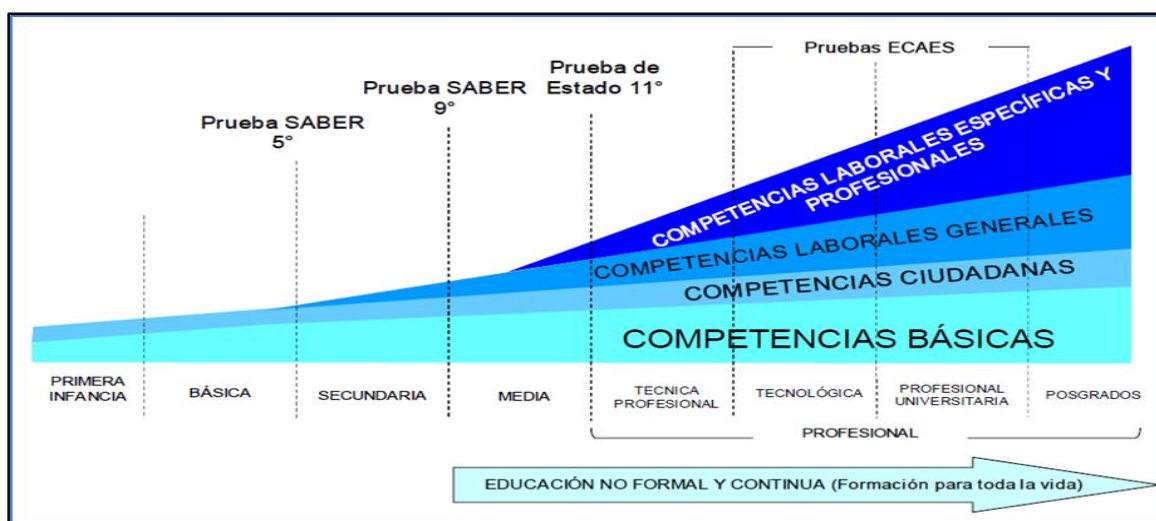 Pruebas ECAES
Prueba de
Estado 11°
Prueba SABER
9°
Prueba SABER
5°
COMPETENCIAS LABORALES ESPECÍFICAS Y
PROFESIONALES
COMPETENCIAS LABORALES GENERALES
COMPETENCIAS CIUDADANAS
COMPETENCIAS BÁSICAS
PRIMERA
INFANCIA
BÁSICA
SECUNDARIA
MEDIA
TECNICA
PROFESIONAL
TECNOLÓGICA
PROFESIONAL
UNIVERSITARIA
POSGRADOS
PROFESIONAL
EDUCACIÓN NO FORMAL Y CONTINUA (Formación para toda la vida)